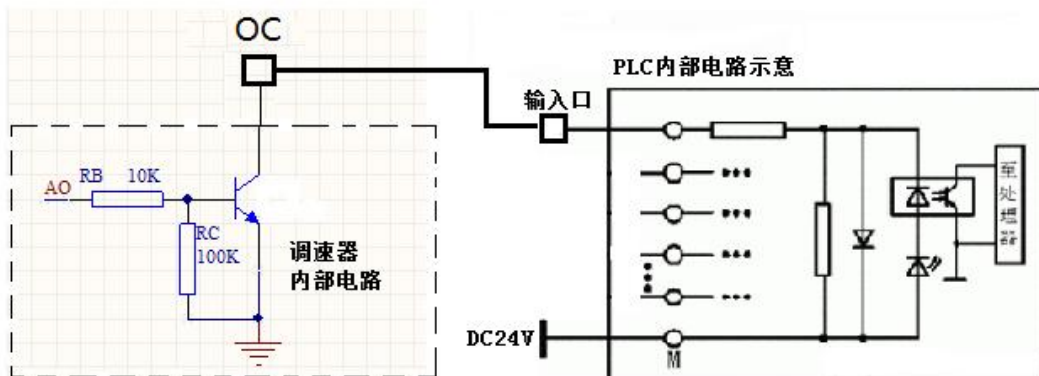 OC
PLC内部电路示意
输入口
AO
RB 10K
RC
100K
调速器
内部电路
至处理器
DC24V
M